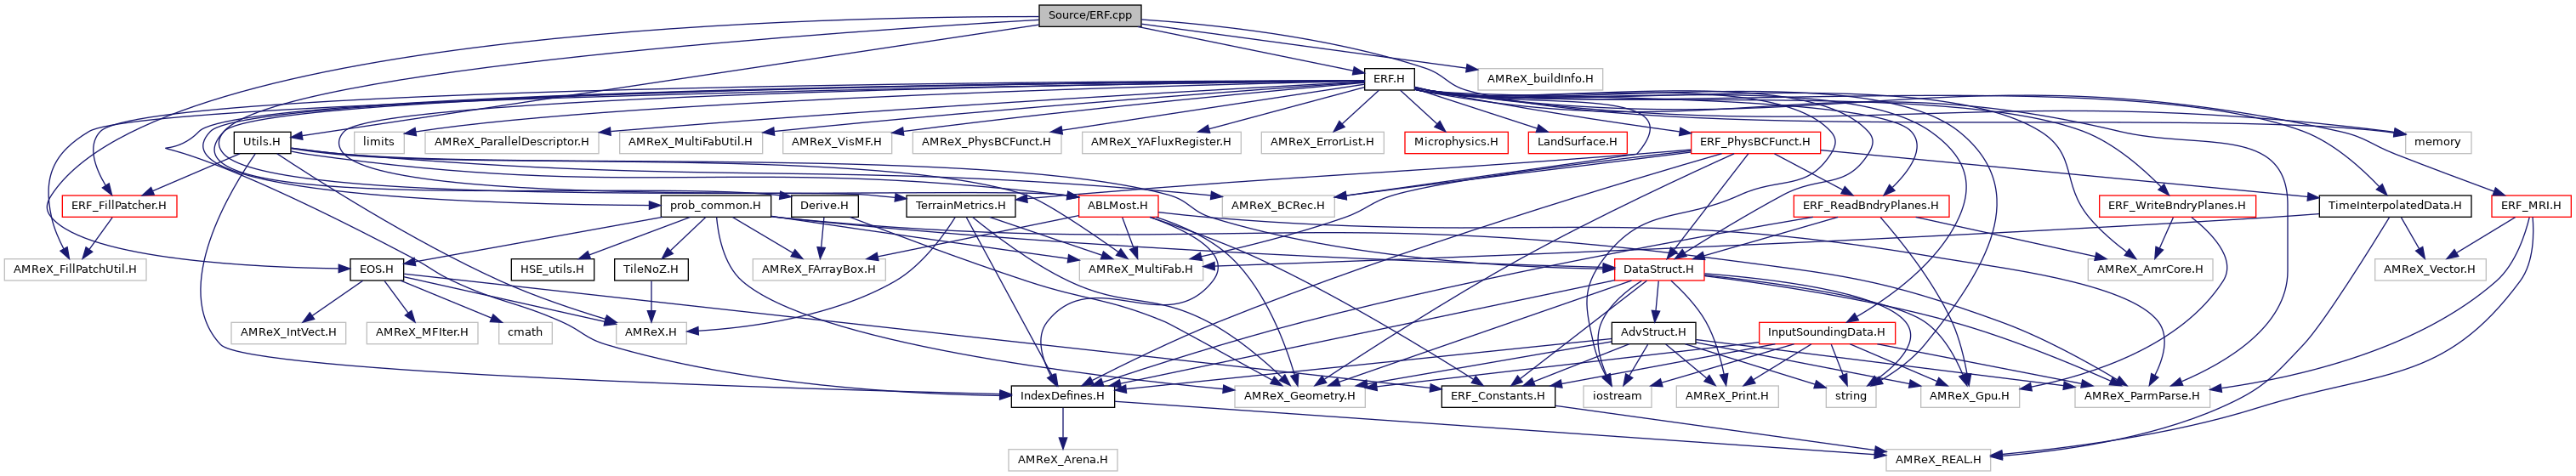 Source/ERF.cpp
ERF.H
AMReX_buildInfo.H
Utils.H
limits
AMReX_ParallelDescriptor.H
AMReX_MultiFabUtil.H
AMReX_VisMF.H
AMReX_PhysBCFunct.H
AMReX_YAFluxRegister.H
AMReX_ErrorList.H
Microphysics.H
LandSurface.H
ERF_PhysBCFunct.H
memory
ERF_FillPatcher.H
prob_common.H
Derive.H
TerrainMetrics.H
ABLMost.H
AMReX_BCRec.H
ERF_ReadBndryPlanes.H
ERF_WriteBndryPlanes.H
TimeInterpolatedData.H
ERF_MRI.H
AMReX_FillPatchUtil.H
EOS.H
HSE_utils.H
TileNoZ.H
AMReX_FArrayBox.H
AMReX_MultiFab.H
DataStruct.H
AMReX_AmrCore.H
AMReX_Vector.H
AMReX_IntVect.H
AMReX_MFIter.H
cmath
AMReX.H
AdvStruct.H
InputSoundingData.H
IndexDefines.H
AMReX_Geometry.H
ERF_Constants.H
iostream
AMReX_Print.H
string
AMReX_Gpu.H
AMReX_ParmParse.H
AMReX_Arena.H
AMReX_REAL.H